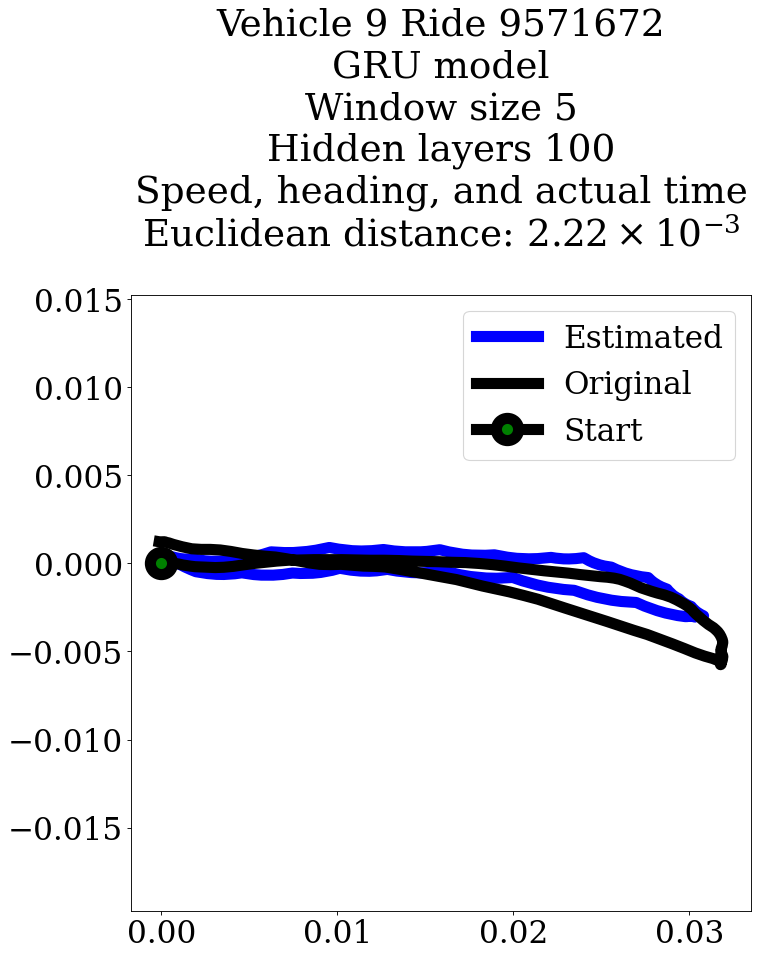 Vehicle 9 Ride 9571672
GRU model
Window size 5
Hidden layers 100
Speed, heading, and actual time
Euclidean distance: 2.22 × 10⁻³
Estimated
Original
Start
0.015
0.010
0.005
0.000
−0.005
−0.010
−0.015
0.00 0.01 0.02 0.03